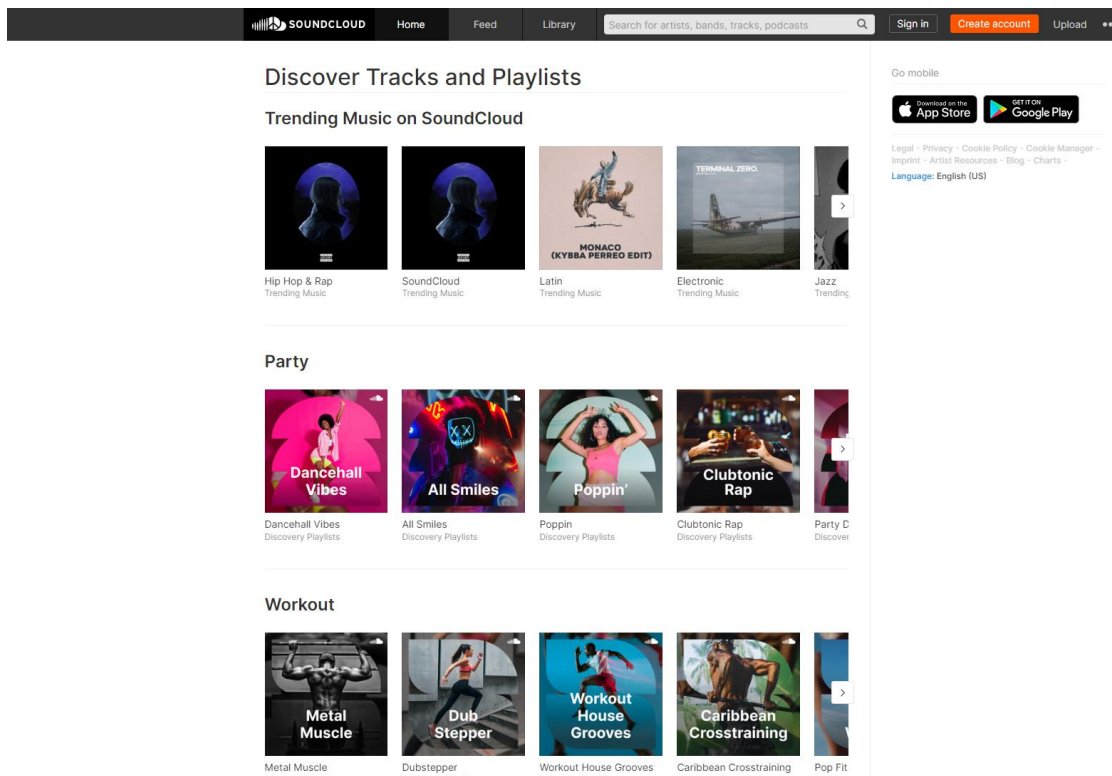 SOUNDCLOUD
Home
Feed
Library
Search for artists, bands, tracks, podcasts
Sign in
Create account
Upload
Discover Tracks and Playlists
Go mobile
Download on the
App Store
GET IT ON
Google Play
Legal - Privacy - Cookie Policy - Cookie Manager -
Imprint - Artist Resources - Blog - Charts -
Language: English (US)
Trending Music on SoundCloud
MONACO
(KYBBA PERREO EDIT)
TERMINAL ZERO.
Hip Hop & Rap
Trending Music
SoundCloud
Trending Music
Latin
Trending Music
Electronic
Trending Music
Jazz
Trending
Party
Dancehall
Vibes
All Smiles
Poppin'
Clubtonic
Rap
Dancehall Vibes
Discovery Playlists
All Smiles
Discovery Playlists
Poppin
Discovery Playlists
Clubtonic Rap
Discovery Playlists
Party D
Discover
Workout
Metal
Muscle
Dub
Stepper
Workout
House
Grooves
Caribbean
Crosstraining
Metal Muscle
Dubstepper
Workout House Grooves
Caribbean Crosstraining
Pop Fit